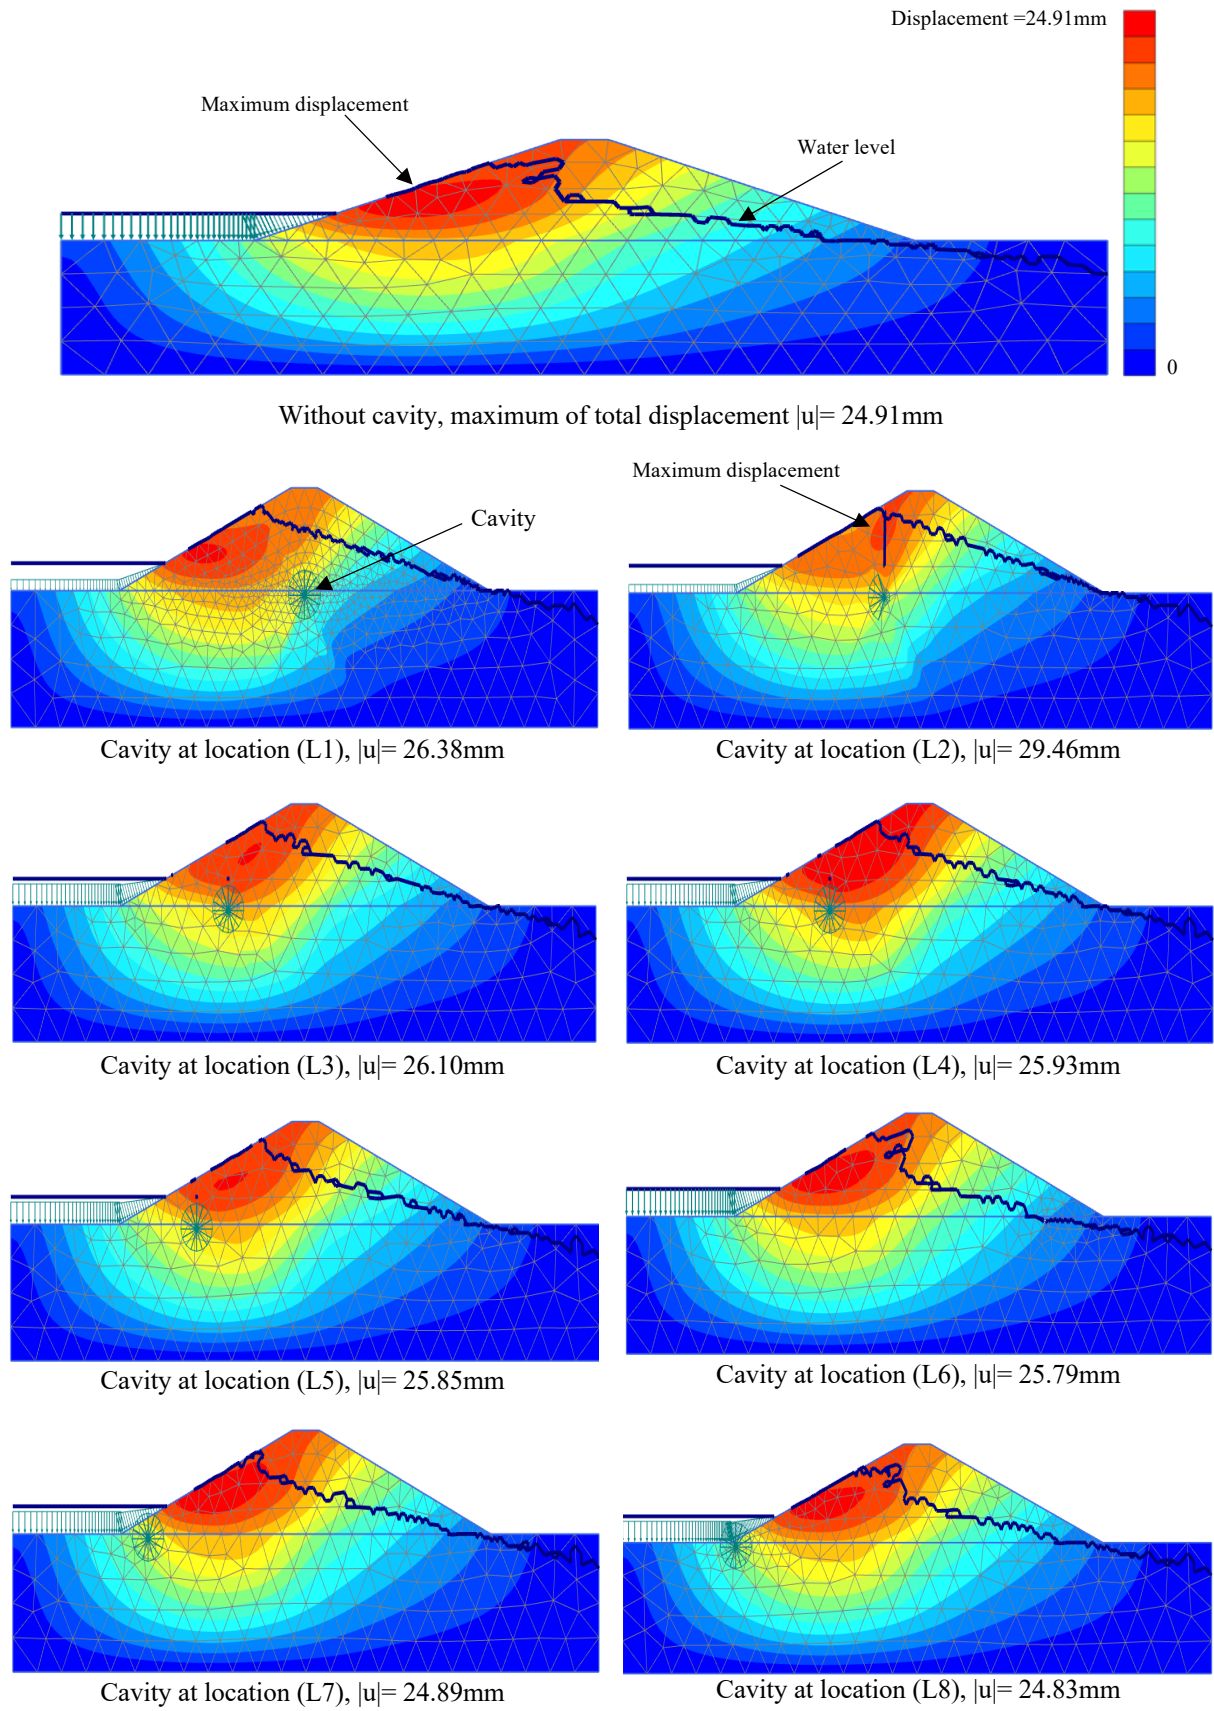 Displacement =24.91mm
Maximum displacement
Water level
0
Without cavity, maximum of total displacement |u|= 24.91mm
Maximum displacement
Cavity
Cavity at location (L1), |u|= 26.38mm
Cavity at location (L2), |u|= 29.46mm
Cavity at location (L3), |u|= 26.10mm
Cavity at location (L4), |u|= 25.93mm
Cavity at location (L5), |u|= 25.85mm
Cavity at location (L6), |u|= 25.79mm
Cavity at location (L7), |u|= 24.89mm
Cavity at location (L8), |u|= 24.83mm